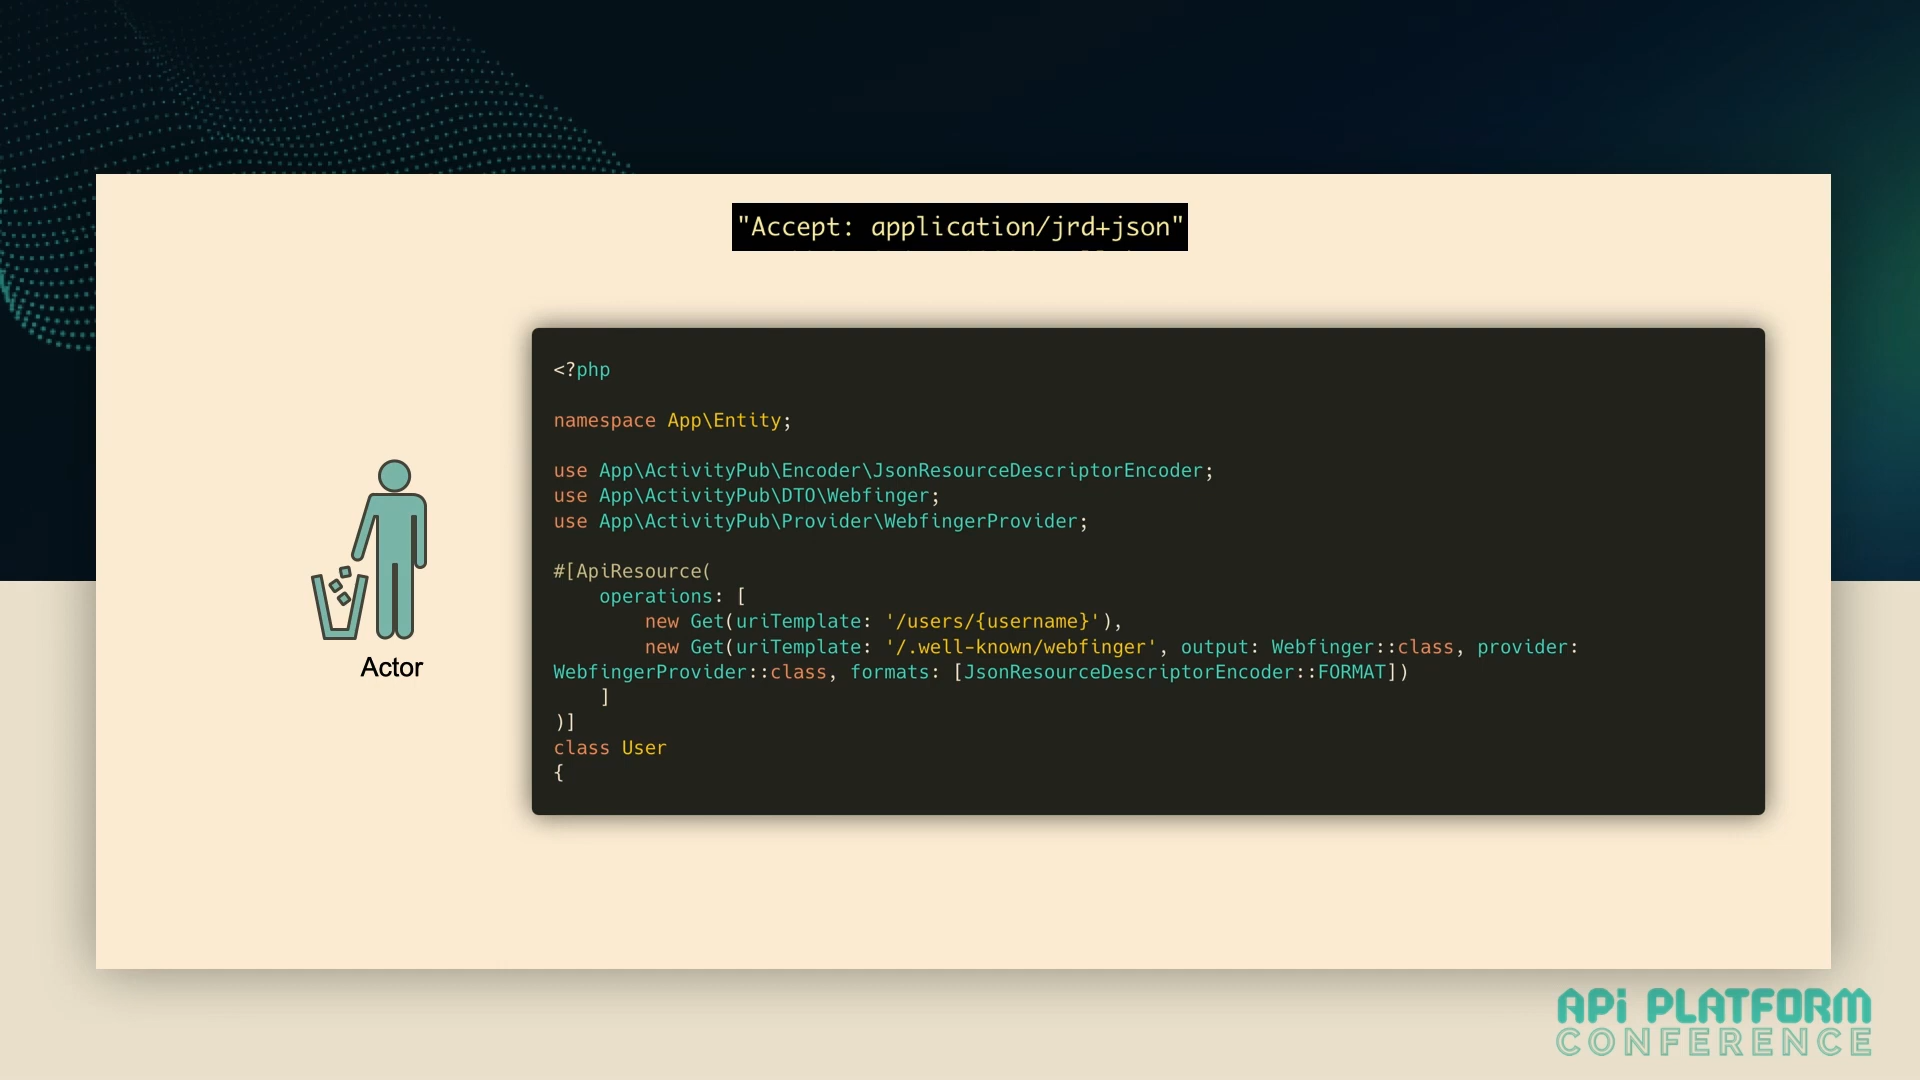 "Accept: application/jrd+json"
<?php
namespace App\Entity;
use App\ActivityPub\Encoder\JsonResourceDescriptorEncoder;
use App\ActivityPub\DTO\Webfinger;
use App\ActivityPub\Provider\WebfingerProvider;
#[ApiResource(
    operations: [
        new Get(uriTemplate: '/users/{username}'),
        new Get(uriTemplate: '/.well-known/webfinger', output: Webfinger::class, provider:
WebfingerProvider::class, formats: [JsonResourceDescriptorEncoder::FORMAT])
    ]
)]
class User
{
Actor
APi PLATFORM
CONFERENCE